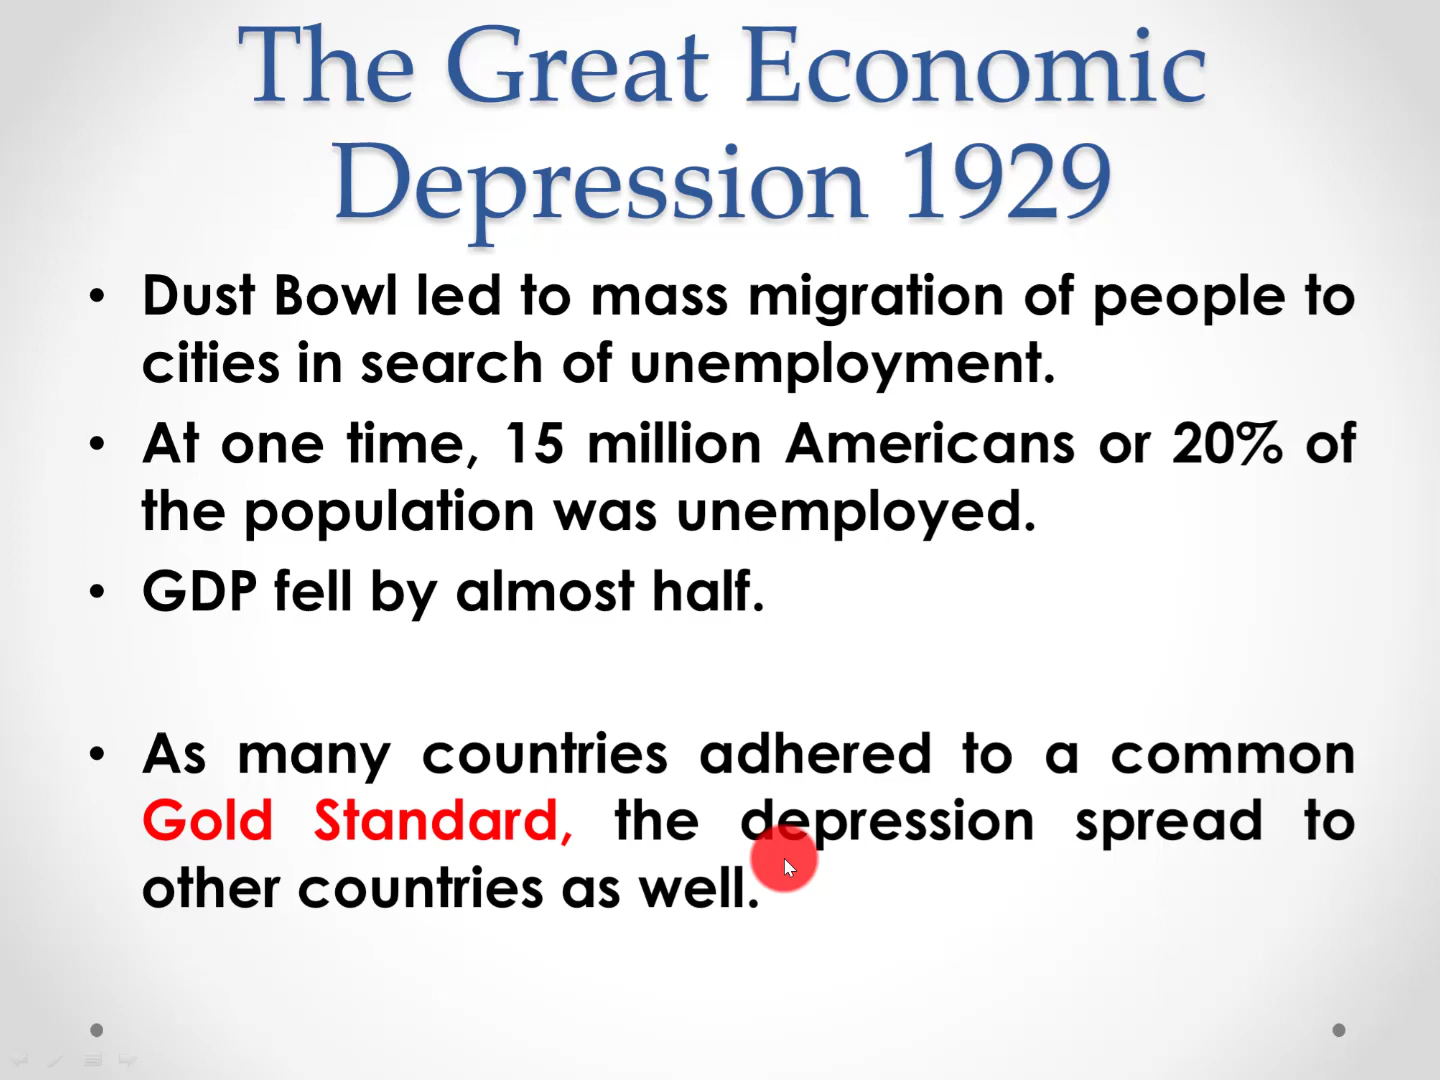 The Great Economic
Depression 1929
• Dust Bowl led to mass migration of people to
cities in search of unemployment.
• At one time, 15 million Americans or 20% of
the population was unemployed.
• GDP fell by almost half.
• As many countries adhered to a common
Gold Standard, the depression spread to
other countries as well.